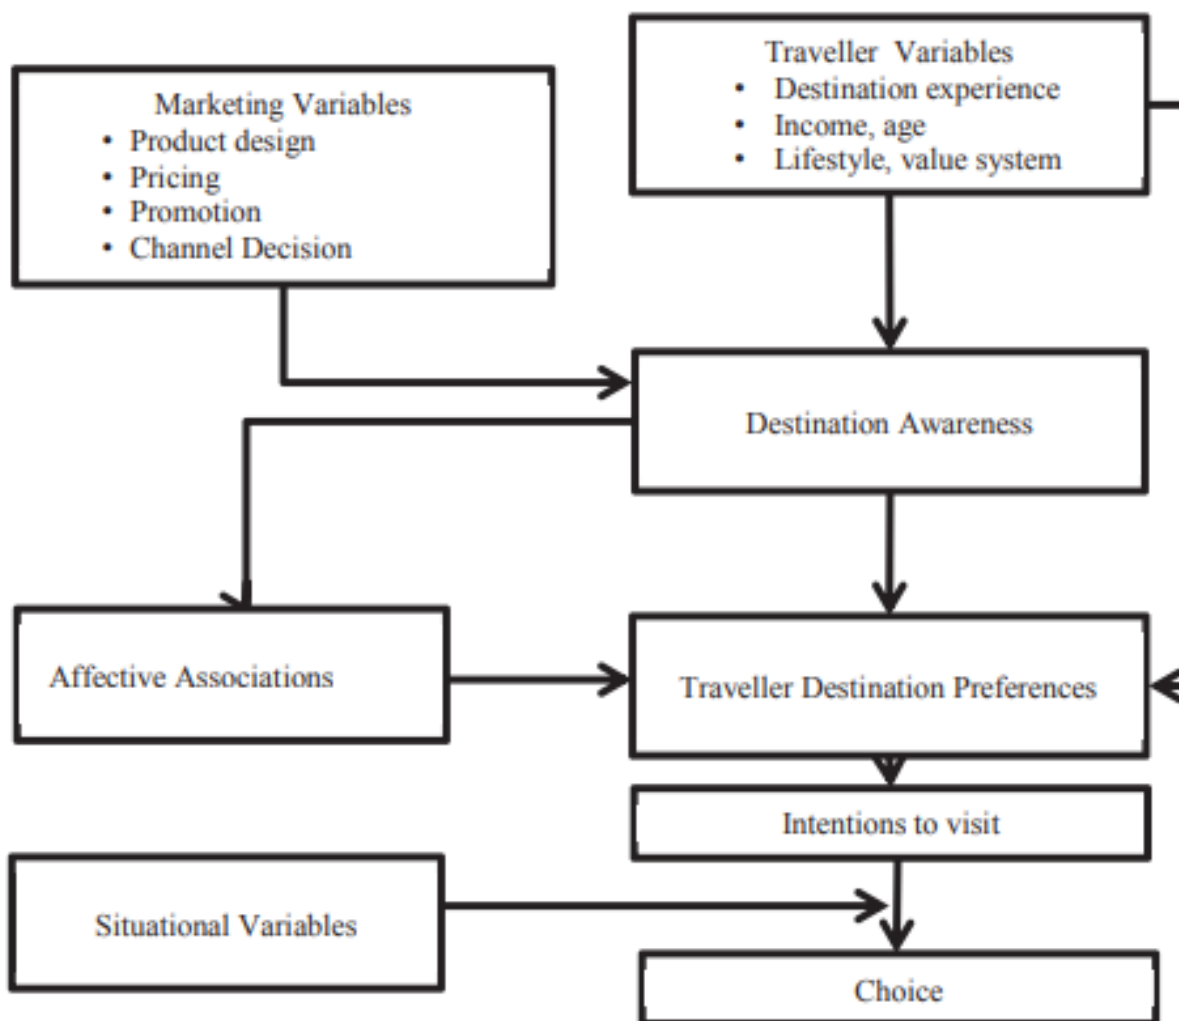 Marketing Variables
• Product design
• Pricing
• Promotion
• Channel Decision
Traveller Variables
• Destination experience
• Income, age
• Lifestyle, value system
Destination Awareness
Affective Associations
Traveller Destination Preferences
Intentions to visit
Situational Variables
Choice